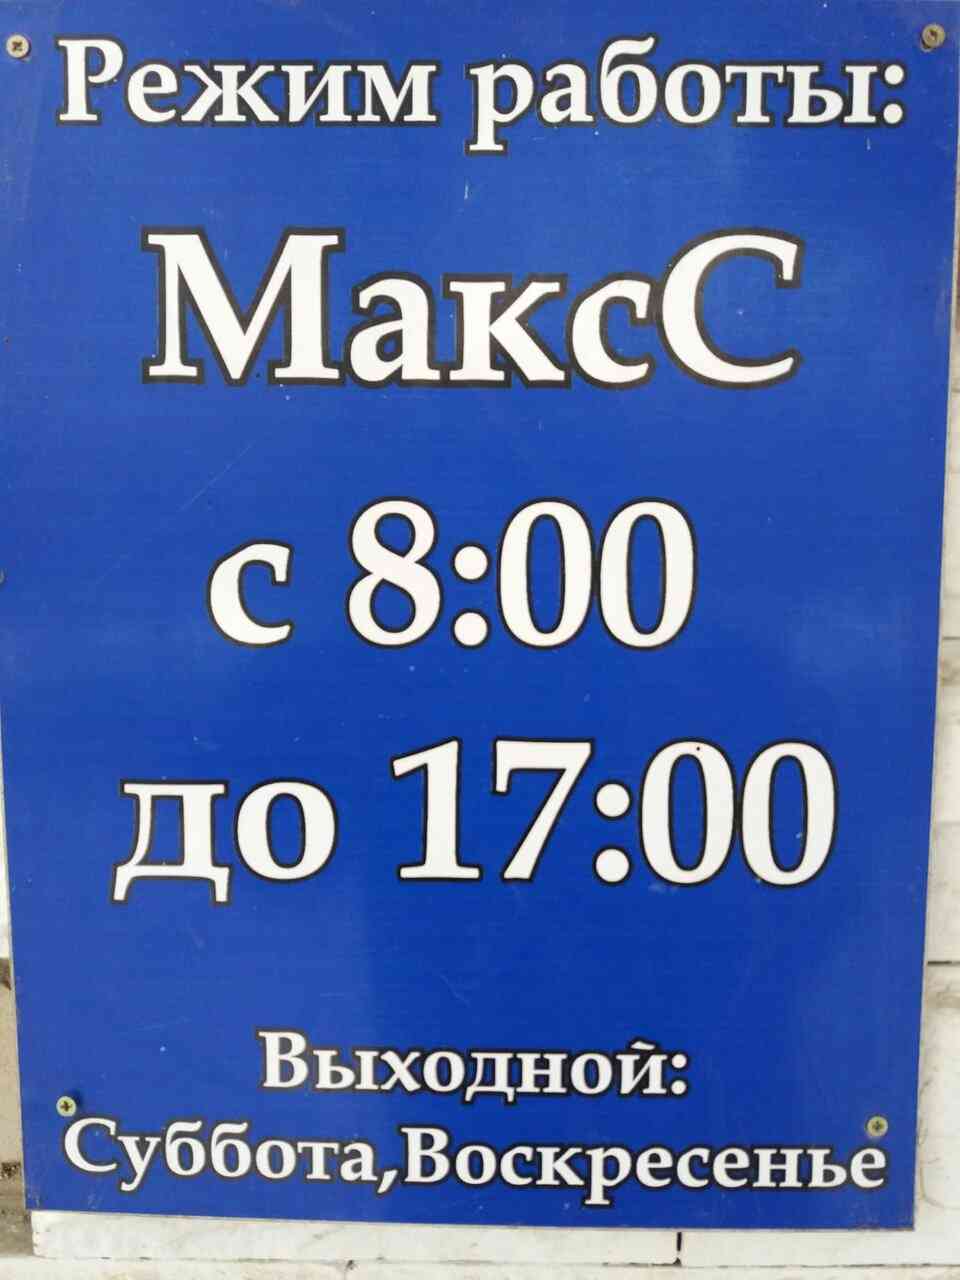 Режим работы:
МаксС
с 8:00
до 17:00
Выходной:
Суббота,Воскресенье